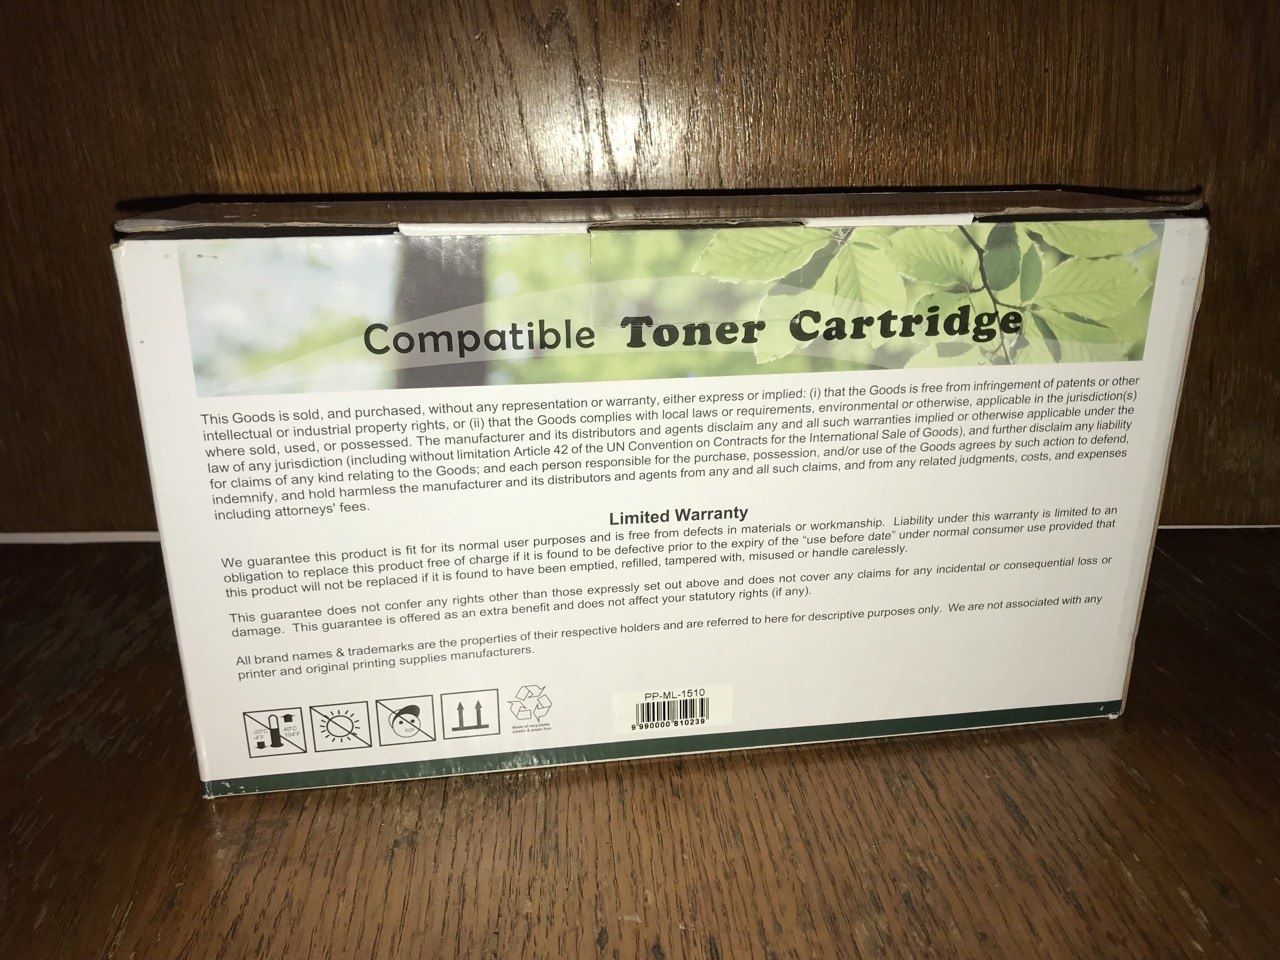 Compatible Toner Cartridge
This Goods is sold, and purchased, without any representation or warranty, either express or implied: (i) that the Goods is free from infringement of patents or other
intellectual or industrial property rights, or (ii) that the Goods complies with local laws or requirements, environmental or otherwise, applicable in the jurisdiction(s)
where sold, used, or possessed. The manufacturer and its distributors and agents disclaim any and all such warranties implied or otherwise applicable under the
law of any jurisdiction (including without limitation Article 42 of the UN Convention on Contracts for the International Sale of Goods), and further disclaim any liability
for claims of any kind relating to the Goods; and each person responsible for the purchase, possession, and/or use of the Goods agrees by such action to defend,
indemnify, and hold harmless the manufacturer and its distributors and agents from any and all such claims, and from any related judgments, costs, and expenses
including attorneys' fees.
Limited Warranty
We guarantee this product is fit for its normal user purposes and is free from defects in materials or workmanship. Liability under this warranty is limited to an
obligation to replace this product free of charge if it is found to be defective prior to the expiry of the "use before date" under normal consumer use provided that
this product will not be replaced if it is found to have been emptied, refilled, tampered with, misused or handle carelessly.
This guarantee does not confer any rights other than those expressly set out above and does not cover any claims for any incidental or consequential loss or
damage. This guarantee is offered as an extra benefit and does not affect your statutory rights (if any).
All brand names & trademarks are the properties of their respective holders and are referred to here for descriptive purposes only. We are not associated with any
printer and original printing supplies manufacturers.
-20°C 40°C
-4°F 104°F
Made of recyclable
plastic & paper box.
PP-ML-1510
9 990000 810239